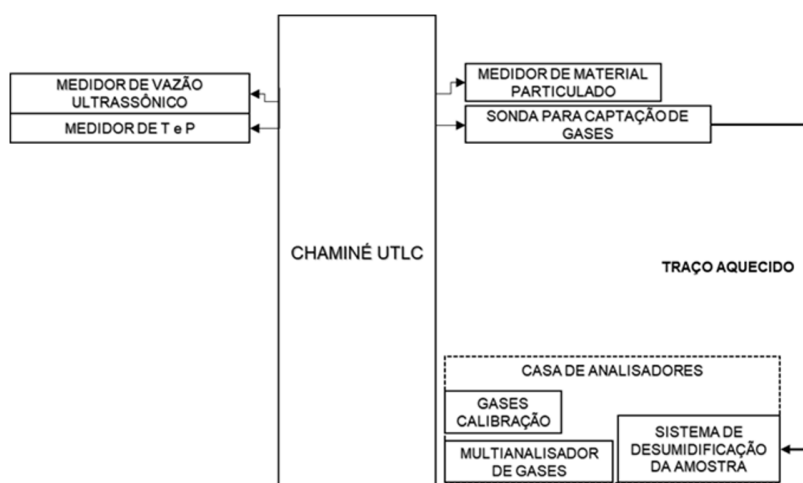 MEDIDOR DE VAZÃO
ULTRASSÔNICO
MEDIDOR DE T e P
MEDIDOR DE MATERIAL
PARTICULADO
SONDA PARA CAPTAÇÃO DE
GASES
CHAMINÉ UTLC
TRAÇO AQUECIDO
CASA DE ANALISADORES
GASES
CALIBRAÇÃO
MULTIANALISADOR
DE GASES
SISTEMA DE
DESUMIDIFICAÇÃO
DA AMOSTRA